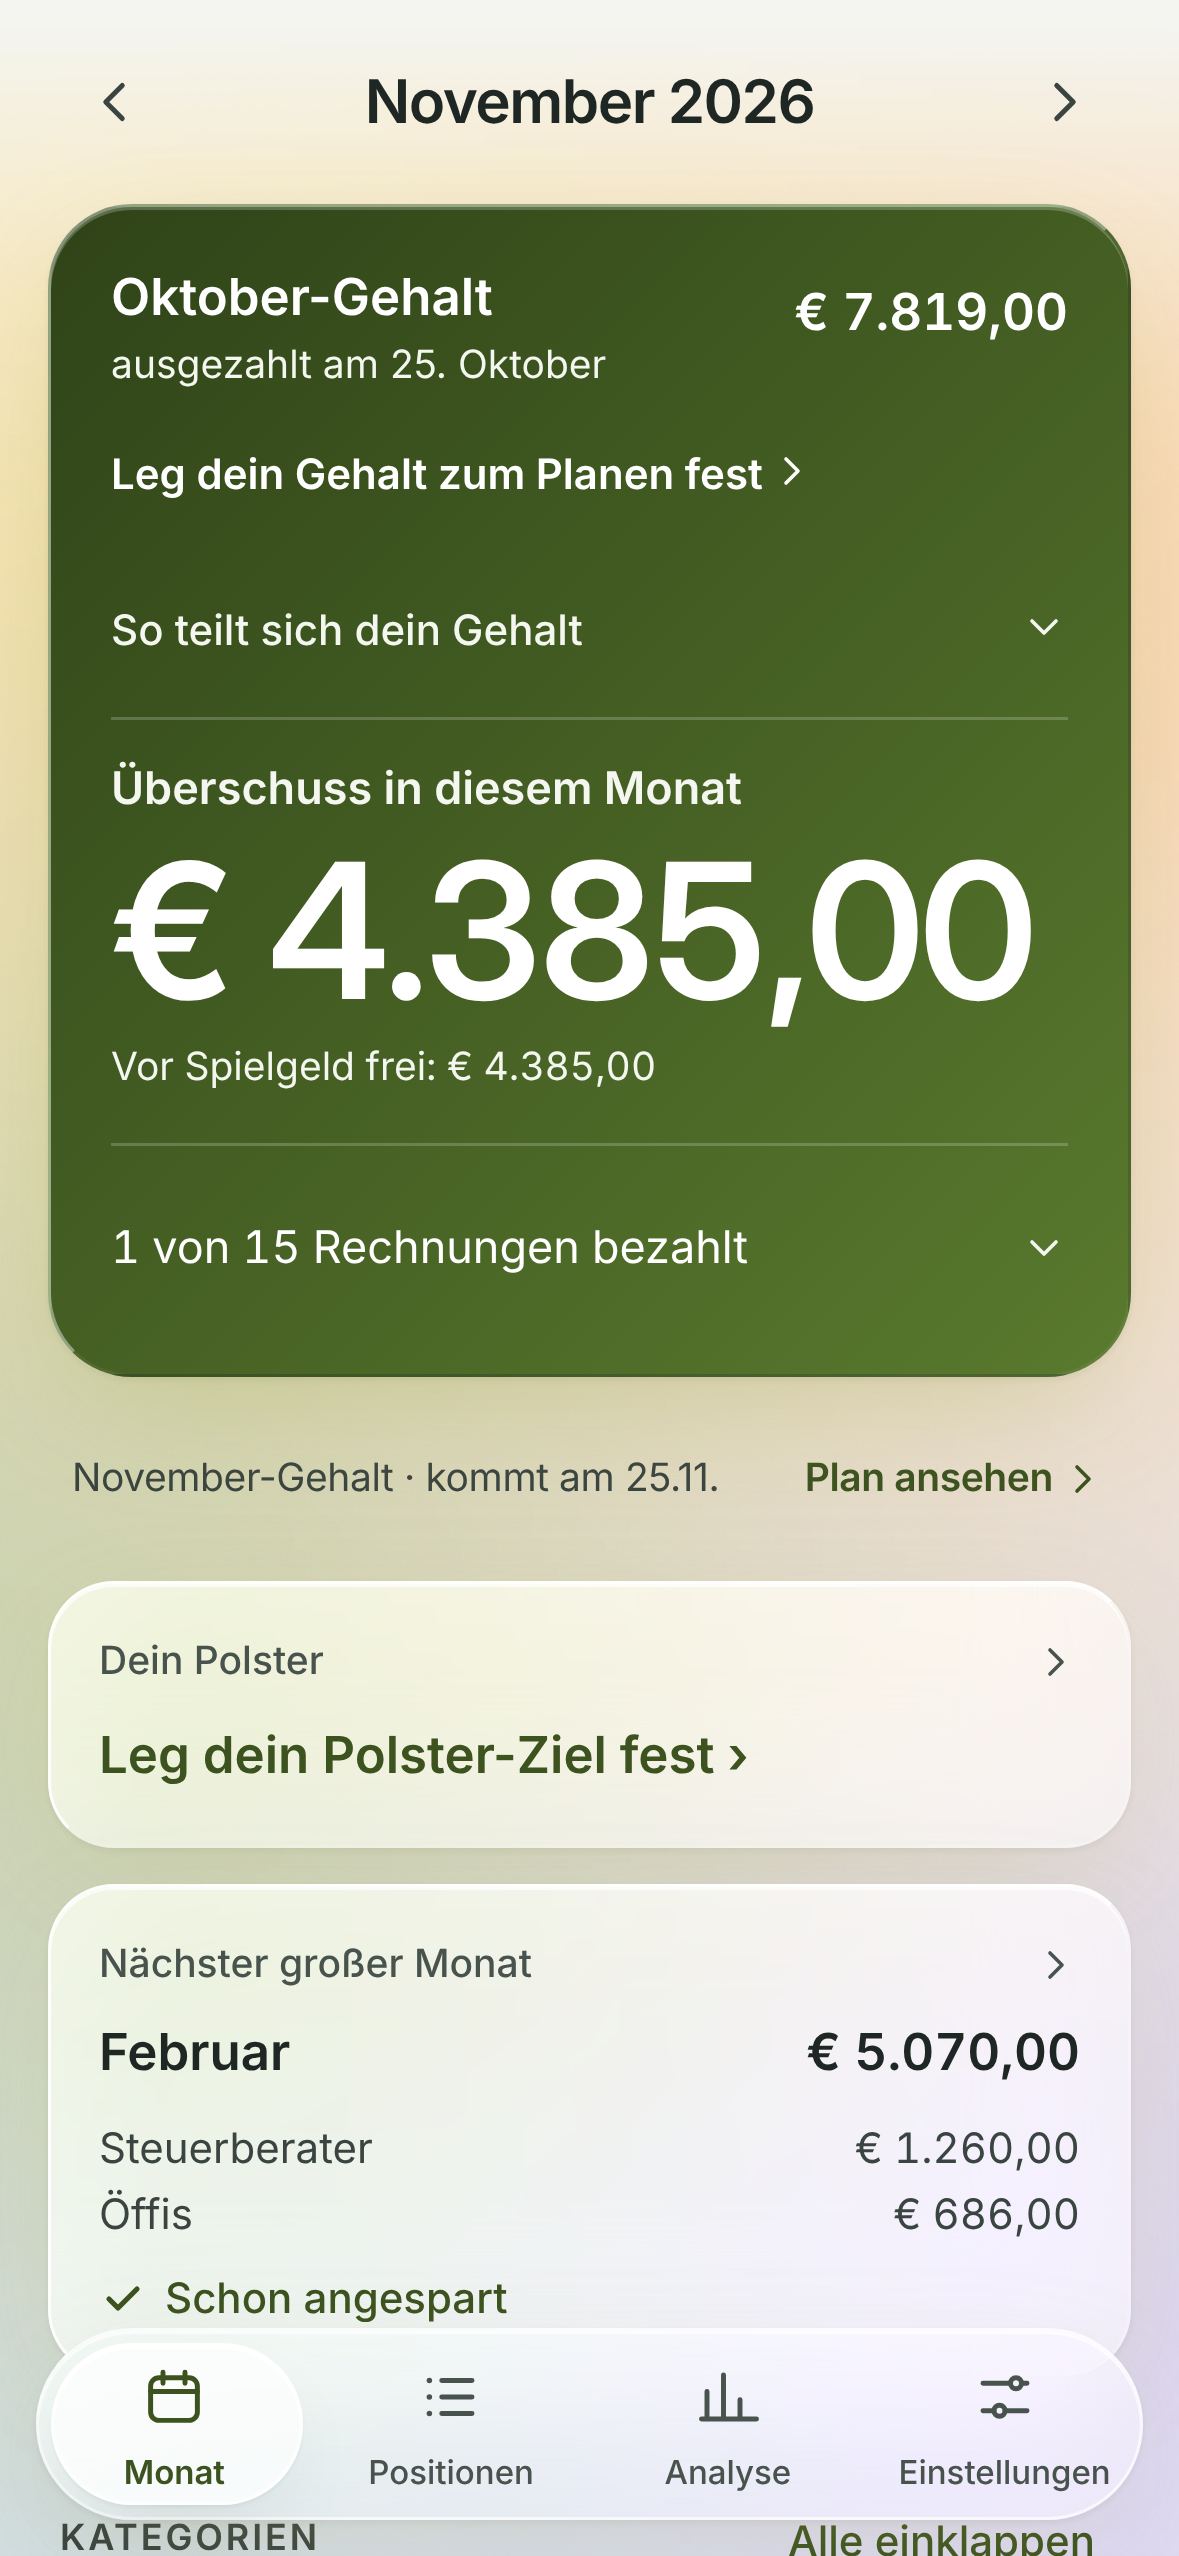 November 2026
Oktober-Gehalt
€ 7.819,00
ausgezahlt am 25. Oktober
Leg dein Gehalt zum Planen fest
So teilt sich dein Gehalt
Überschuss in diesem Monat
€ 4.385,00
Vor Spielgeld frei: € 4.385,00
1 von 15 Rechnungen bezahlt
November-Gehalt · kommt am 25.11. Plan ansehen
Dein Polster
Leg dein Polster-Ziel fest ›
Nächster großer Monat
Februar € 5.070,00
Steuerberater € 1.260,00
Öffis € 686,00
Schon angespart
Monat Positionen Analyse Einstellungen
KATEGORIEN Alle einklappen